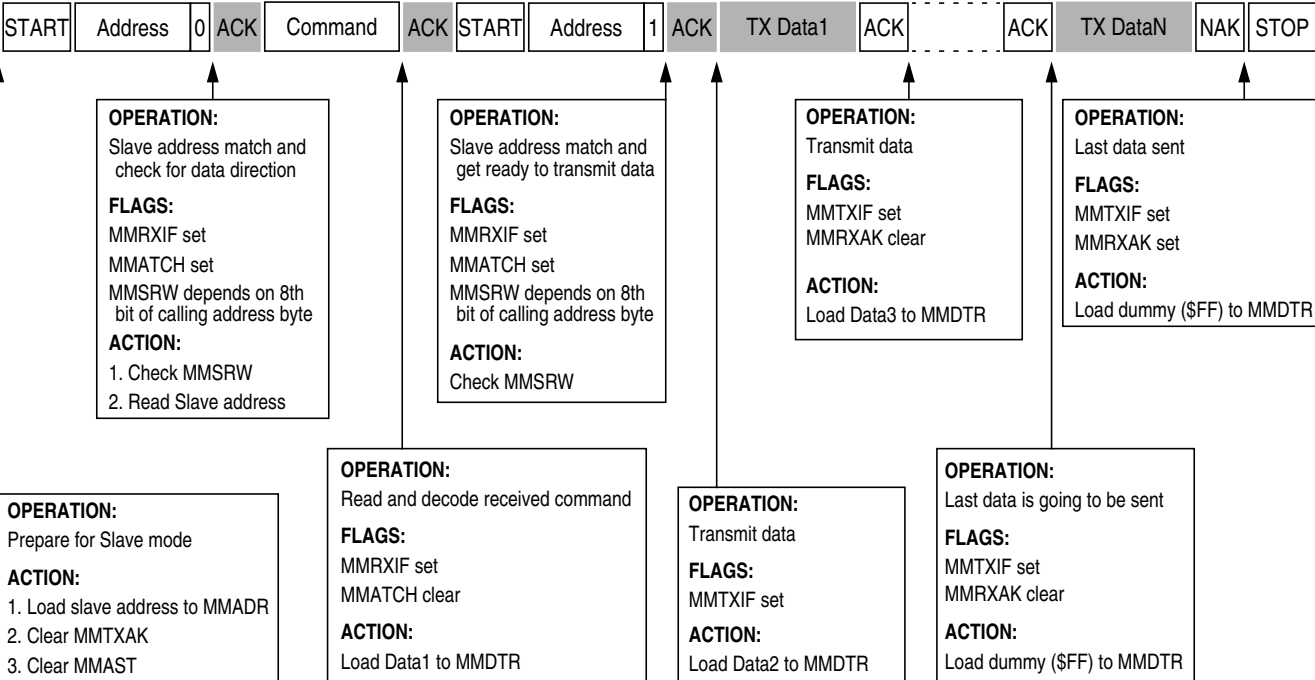 START Address 0 ACK Command ACK START Address 1 ACK TX Data1 ACK ACK TX DataN NAK STOP
OPERATION:
Slave address match and
check for data direction
FLAGS:
MMRXIF set
MMATCH set
MMSRW depends on 8th
bit of calling address byte
ACTION:
1. Check MMSRW
2. Read Slave address
OPERATION:
Slave address match and
get ready to transmit data
FLAGS:
MMRXIF set
MMATCH set
MMSRW depends on 8th
bit of calling address byte
ACTION:
Check MMSRW
OPERATION:
Transmit data
FLAGS:
MMTXIF set
MMRXAK clear
ACTION:
Load Data3 to MMDTR
OPERATION:
Last data sent
FLAGS:
MMTXIF set
MMRXAK set
ACTION:
Load dummy ($FF) to MMDTR
OPERATION:
Prepare for Slave mode
ACTION:
1. Load slave address to MMADR
2. Clear MMTXAK
3. Clear MMAST
OPERATION:
Read and decode received command
FLAGS:
MMRXIF set
MMATCH clear
ACTION:
Load Data1 to MMDTR
OPERATION:
Transmit data
FLAGS:
MMTXIF set
ACTION:
Load Data2 to MMDTR
OPERATION:
Last data is going to be sent
FLAGS:
MMTXIF set
MMRXAK clear
ACTION:
Load dummy ($FF) to MMDTR